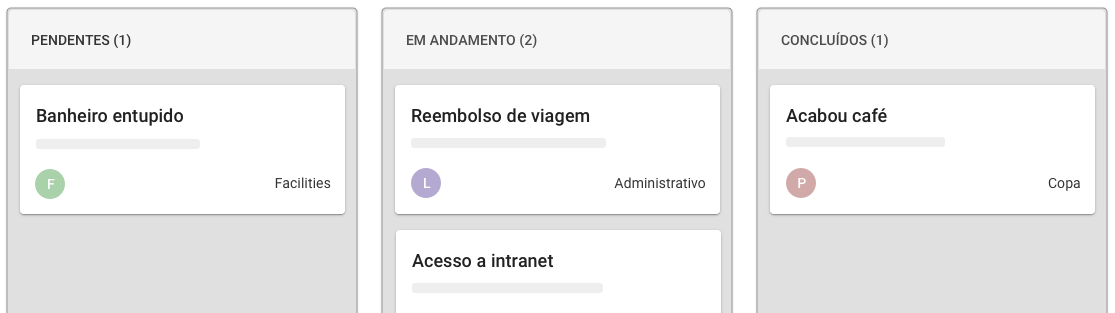 PENDENTES (1)
Banheiro entupido
F
Facilities
EM ANDAMENTO (2)
Reembolso de viagem
L
Administrativo
Acesso a intranet
CONCLUÍDOS (1)
Acabou café
P
Copa